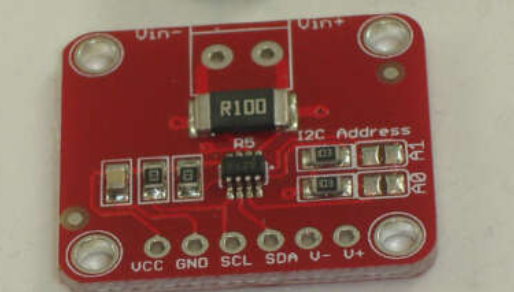 Vin- Vin+
R100
R5
I2C Address
A1
A0
VCC GND SCL SDA V- V+